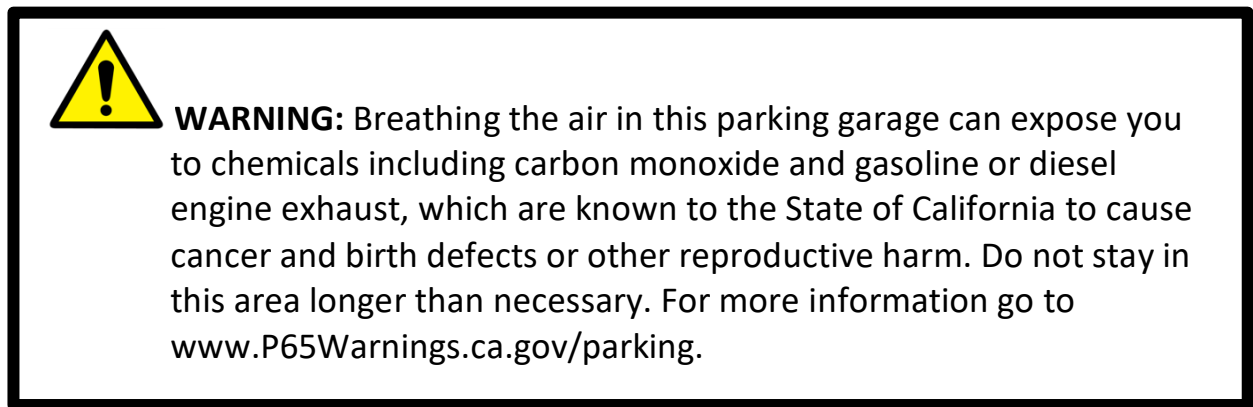 WARNING: Breathing the air in this parking garage can expose you
to chemicals including carbon monoxide and gasoline or diesel
engine exhaust, which are known to the State of California to cause
cancer and birth defects or other reproductive harm. Do not stay in
this area longer than necessary. For more information go to
www.P65Warnings.ca.gov/parking.